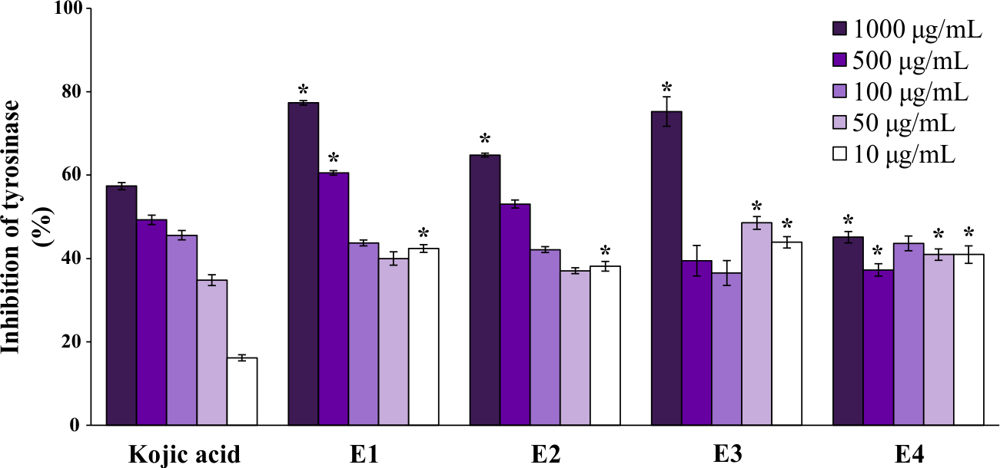 100
80
60
40
20
0
Inhibition of tyrosinase
(%)
1000 μg/mL
500 μg/mL
100 μg/mL
50 μg/mL
10 μg/mL
* * * * * * * * * * * *
Kojic acid E1 E2 E3 E4